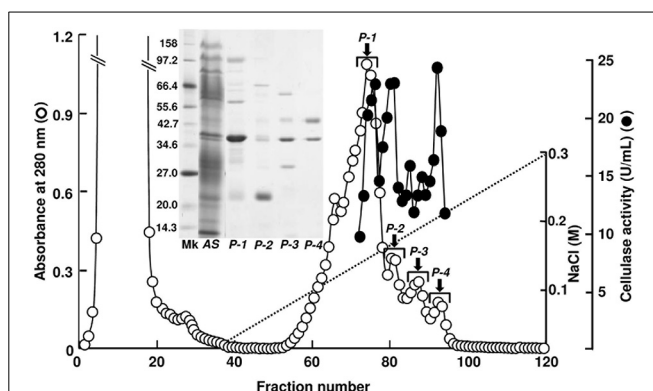 1.2
0.9
0.6
0.3
0
Absorbance at 280 nm (O)
158
97.2
66.4
55.6
42.7
34.6
27.0
20.0
14.3
Mk AS P-1 P-2 P-3 P-4
P-1
P-2
P-3
P-4
0.3
0.2
0.1
NaCl (M)
25
20
15
10
5
Cellulase activity (U/mL) (●)
0 20 40 60 80 100 120
Fraction number